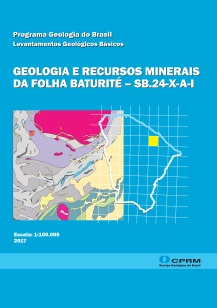 Programa Geologia do Brasil
Levantamentos Geológicos Básicos
GEOLOGIA E RECURSOS MINERAIS
DA FOLHA BATURITÉ – SB.24-X-A-I
Escala: 1:100.000
2017
CPRM
Serviço Geológico do Brasil